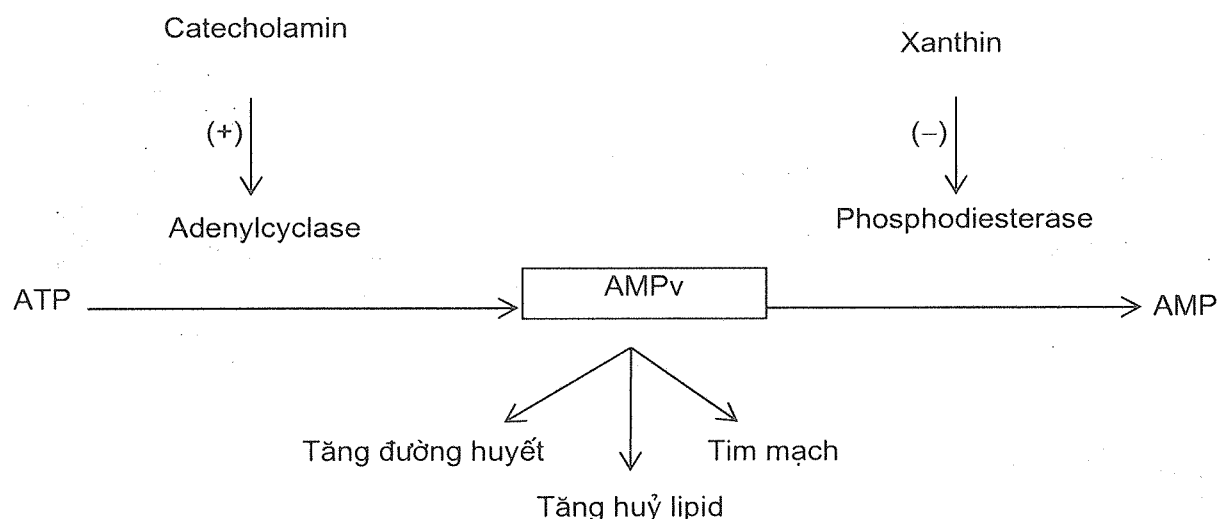 Catecholamin
Xanthin
(+)
(–)
Adenylcyclase
Phosphodiesterase
ATP
AMPv
AMP
Tăng đường huyết
Tim mạch
Tăng huỷ lipid